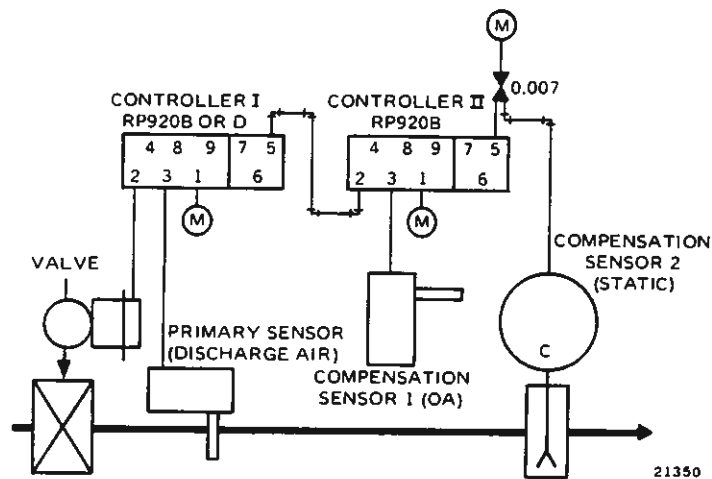 M
0.007
CONTROLLER I
RP920B OR D
4 8 9 7 5
2 3 1 6
M
CONTROLLER II
RP920B
4 8 9 7 5
2 3 1 6
M
VALVE
PRIMARY SENSOR
(DISCHARGE AIR)
COMPENSATION
SENSOR 1 (OA)
COMPENSATION
SENSOR 2
(STATIC)
C
21350